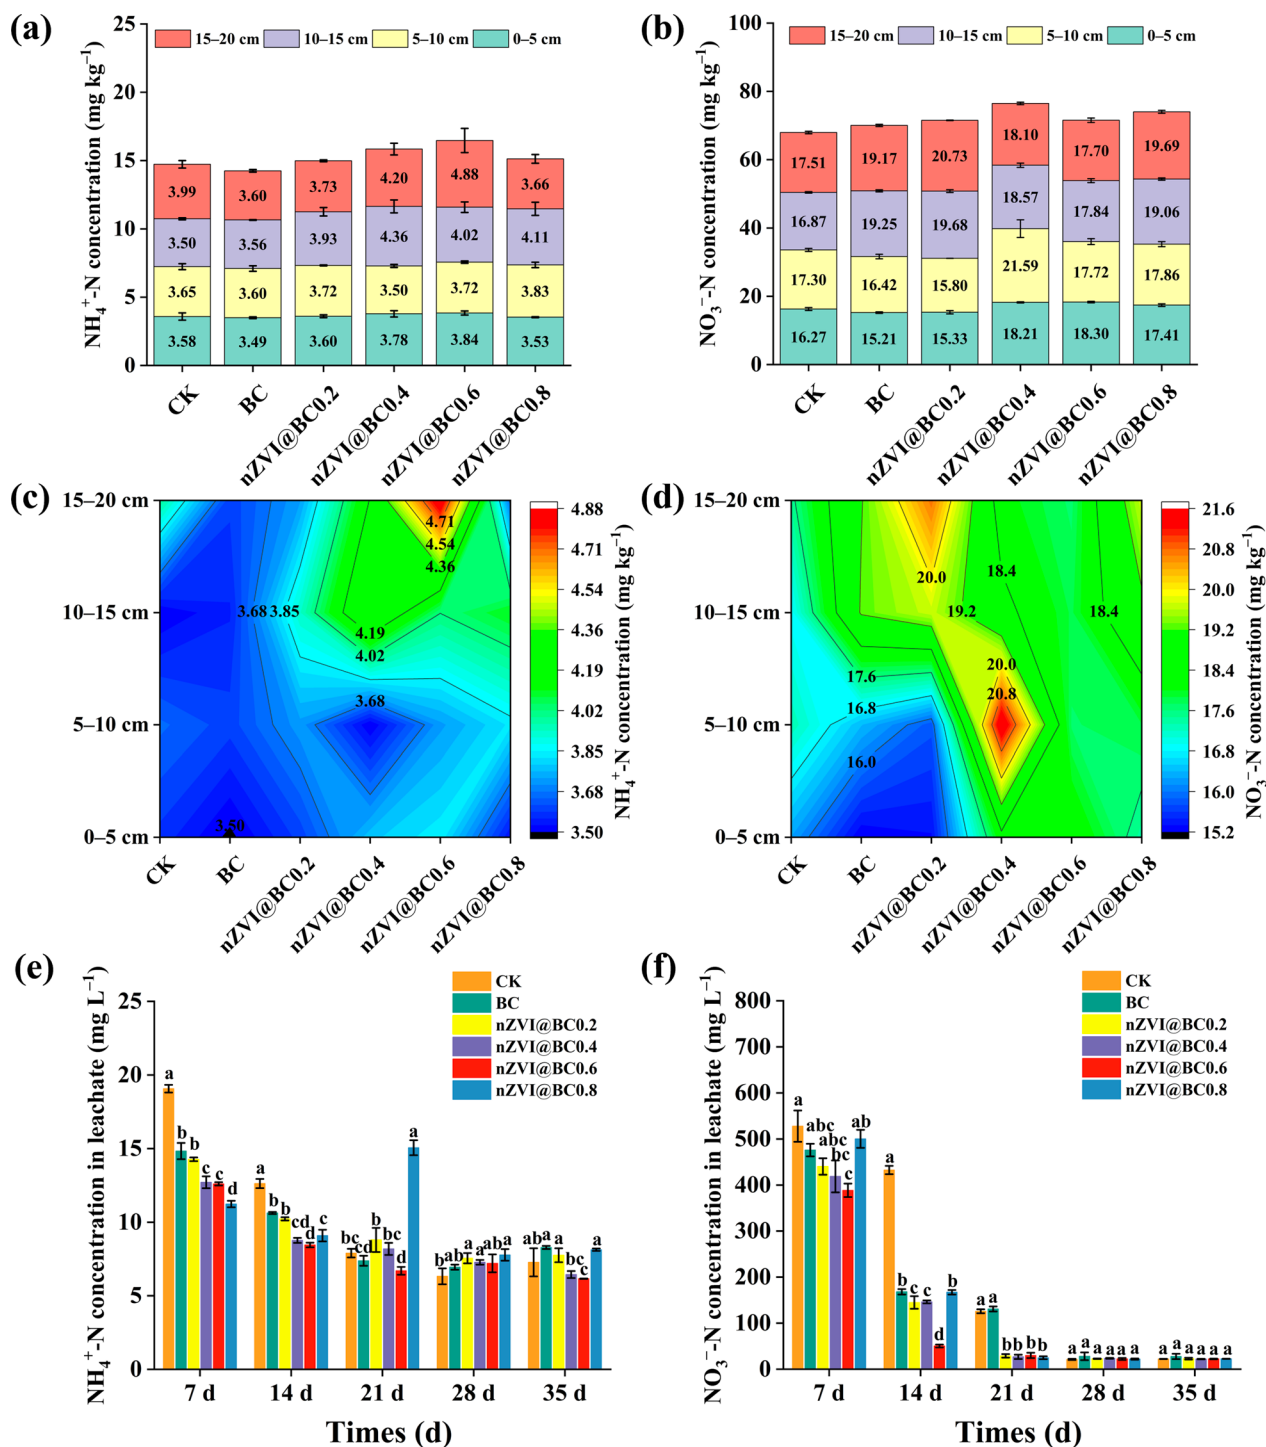 (a)
NH₄⁺-N concentration (mg kg⁻¹)
25
20
15
10
5
0
15–20 cm 10–15 cm 5–10 cm 0–5 cm
3.99 3.60 3.73 4.20 4.88 3.66
3.50 3.56 3.93 4.36 4.02 4.11
3.65 3.60 3.72 3.50 3.72 3.83
3.58 3.49 3.60 3.78 3.84 3.53
CK BC nZVI@BC0.2 nZVI@BC0.4 nZVI@BC0.6 nZVI@BC0.8
(b)
NO₃⁻-N concentration (mg kg⁻¹)
100
80
60
40
20
0
15–20 cm 10–15 cm 5–10 cm 0–5 cm
17.51 19.17 20.73 18.10 17.70 19.69
16.87 19.25 19.68 18.57 17.84 19.06
17.30 16.42 15.80 21.59 17.72 17.86
16.27 15.21 15.33 18.21 18.30 17.41
CK BC nZVI@BC0.2 nZVI@BC0.4 nZVI@BC0.6 nZVI@BC0.8
(c)
15–20 cm
10–15 cm
5–10 cm
0–5 cm
4.71
4.54
4.36
3.68 3.85
4.19
4.02
3.68
3.50
CK BC nZVI@BC0.2 nZVI@BC0.4 nZVI@BC0.6 nZVI@BC0.8
4.88
4.71
4.54
4.36
4.19
4.02
3.85
3.68
3.50
NH₄⁺-N concentration (mg kg⁻¹)
(d)
15–20 cm
10–15 cm
5–10 cm
0–5 cm
20.0
18.4
19.2
18.4
20.0
17.6
20.8
16.8
16.0
CK BC nZVI@BC0.2 nZVI@BC0.4 nZVI@BC0.6 nZVI@BC0.8
21.6
20.8
20.0
19.2
18.4
17.6
16.8
16.0
15.2
NO₃⁻-N concentration (mg kg⁻¹)
(e)
NH₄⁺-N concentration in leachate (mg L⁻¹)
25
20
15
10
5
0
CK
BC
nZVI@BC0.2
nZVI@BC0.4
nZVI@BC0.6
nZVI@BC0.8
a b b c c d
a b b cd d c
bc cd b bc d a
b ab a a ab a
ab a a bc c a
7 d 14 d 21 d 28 d 35 d
Times (d)
(f)
NO₃⁻-N concentration in leachate (mg L⁻¹)
800
700
600
500
400
300
200
100
0
CK
BC
nZVI@BC0.2
nZVI@BC0.4
nZVI@BC0.6
nZVI@BC0.8
a abc abc bc c ab
a b c c d b
a a b b b b
a a a a a a
a a a a a a
7 d 14 d 21 d 28 d 35 d
Times (d)